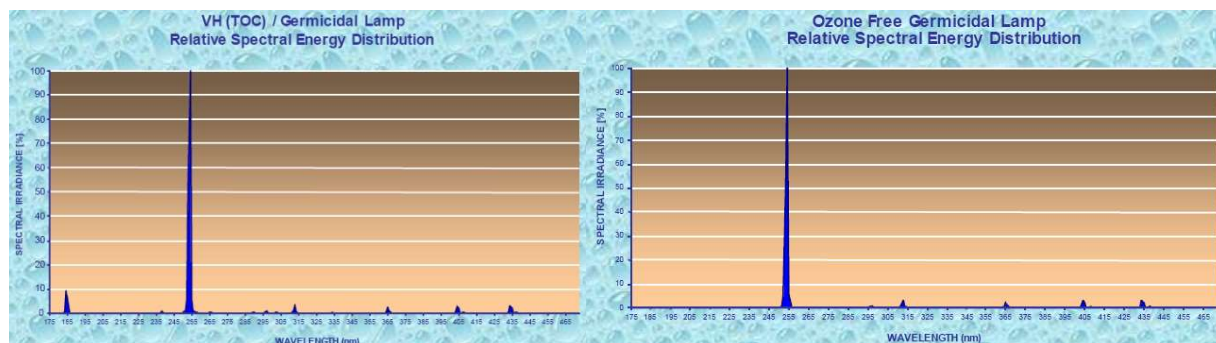 VH (TOC) / Germicidal Lamp
Relative Spectral Energy Distribution
SPECTRAL IRRADIANCE [%]
100
90
80
70
60
50
40
30
20
10
0
175 185 195 205 215 225 235 245 255 265 275 285 295 305 315 325 335 345 355 365 375 385 395 405 415 425 435 445 455 465
WAVELENGTH (nm)
Ozone Free Germicidal Lamp
Relative Spectral Energy Distribution
SPECTRAL IRRADIANCE [%]
100
90
80
70
60
50
40
30
20
10
0
175 185 195 205 215 225 235 245 255 265 275 285 295 305 315 325 335 345 355 365 375 385 395 405 415 425 435 445 455 465
WAVELENGTH (nm)